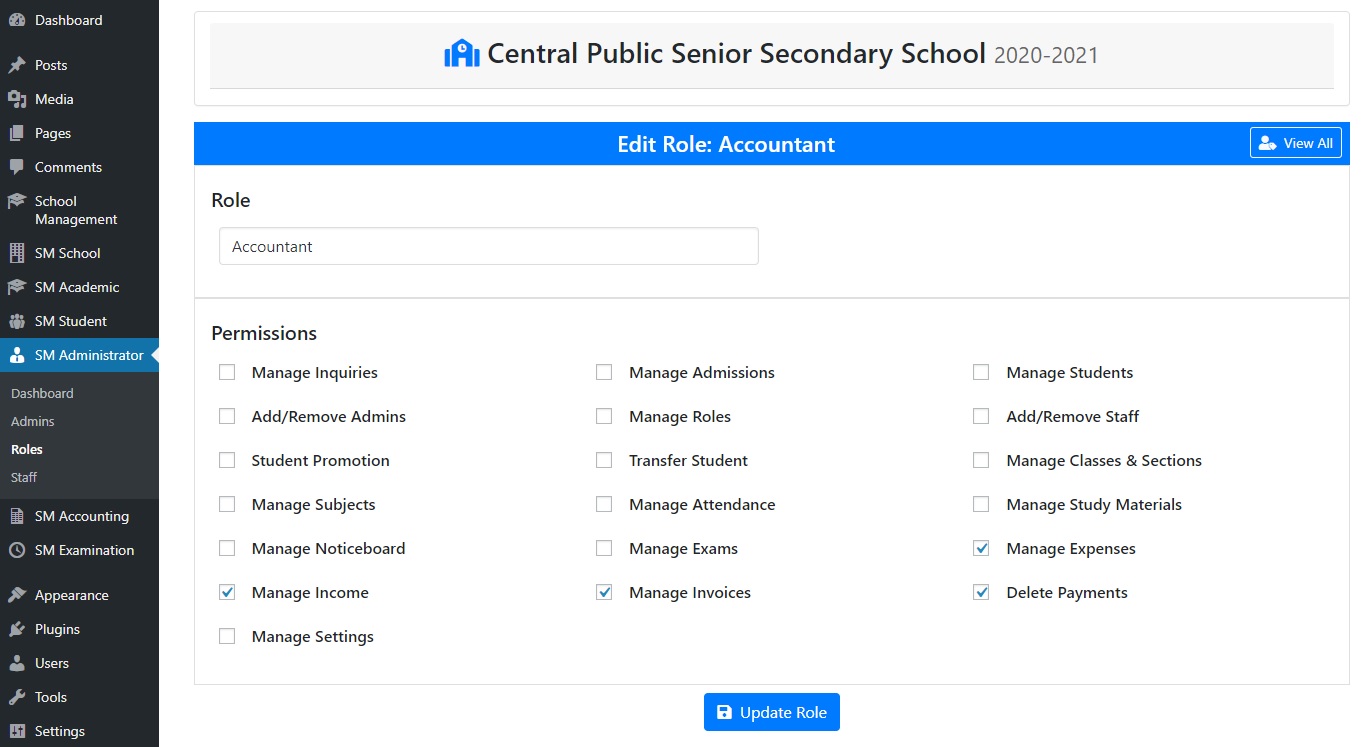 Dashboard
Posts
Media
Pages
Comments
School
Management
SM School
SM Academic
SM Student
SM Administrator
Dashboard
Admins
Roles
Staff
SM Accounting
SM Examination
Appearance
Plugins
Users
Tools
Settings
Central Public Senior Secondary School 2020-2021
Edit Role: Accountant View All
Role
Accountant
Permissions
Manage Inquiries Manage Admissions Manage Students
Add/Remove Admins Manage Roles Add/Remove Staff
Student Promotion Transfer Student Manage Classes & Sections
Manage Subjects Manage Attendance Manage Study Materials
Manage Noticeboard Manage Exams Manage Expenses
Manage Income Manage Invoices Delete Payments
Manage Settings
Update Role